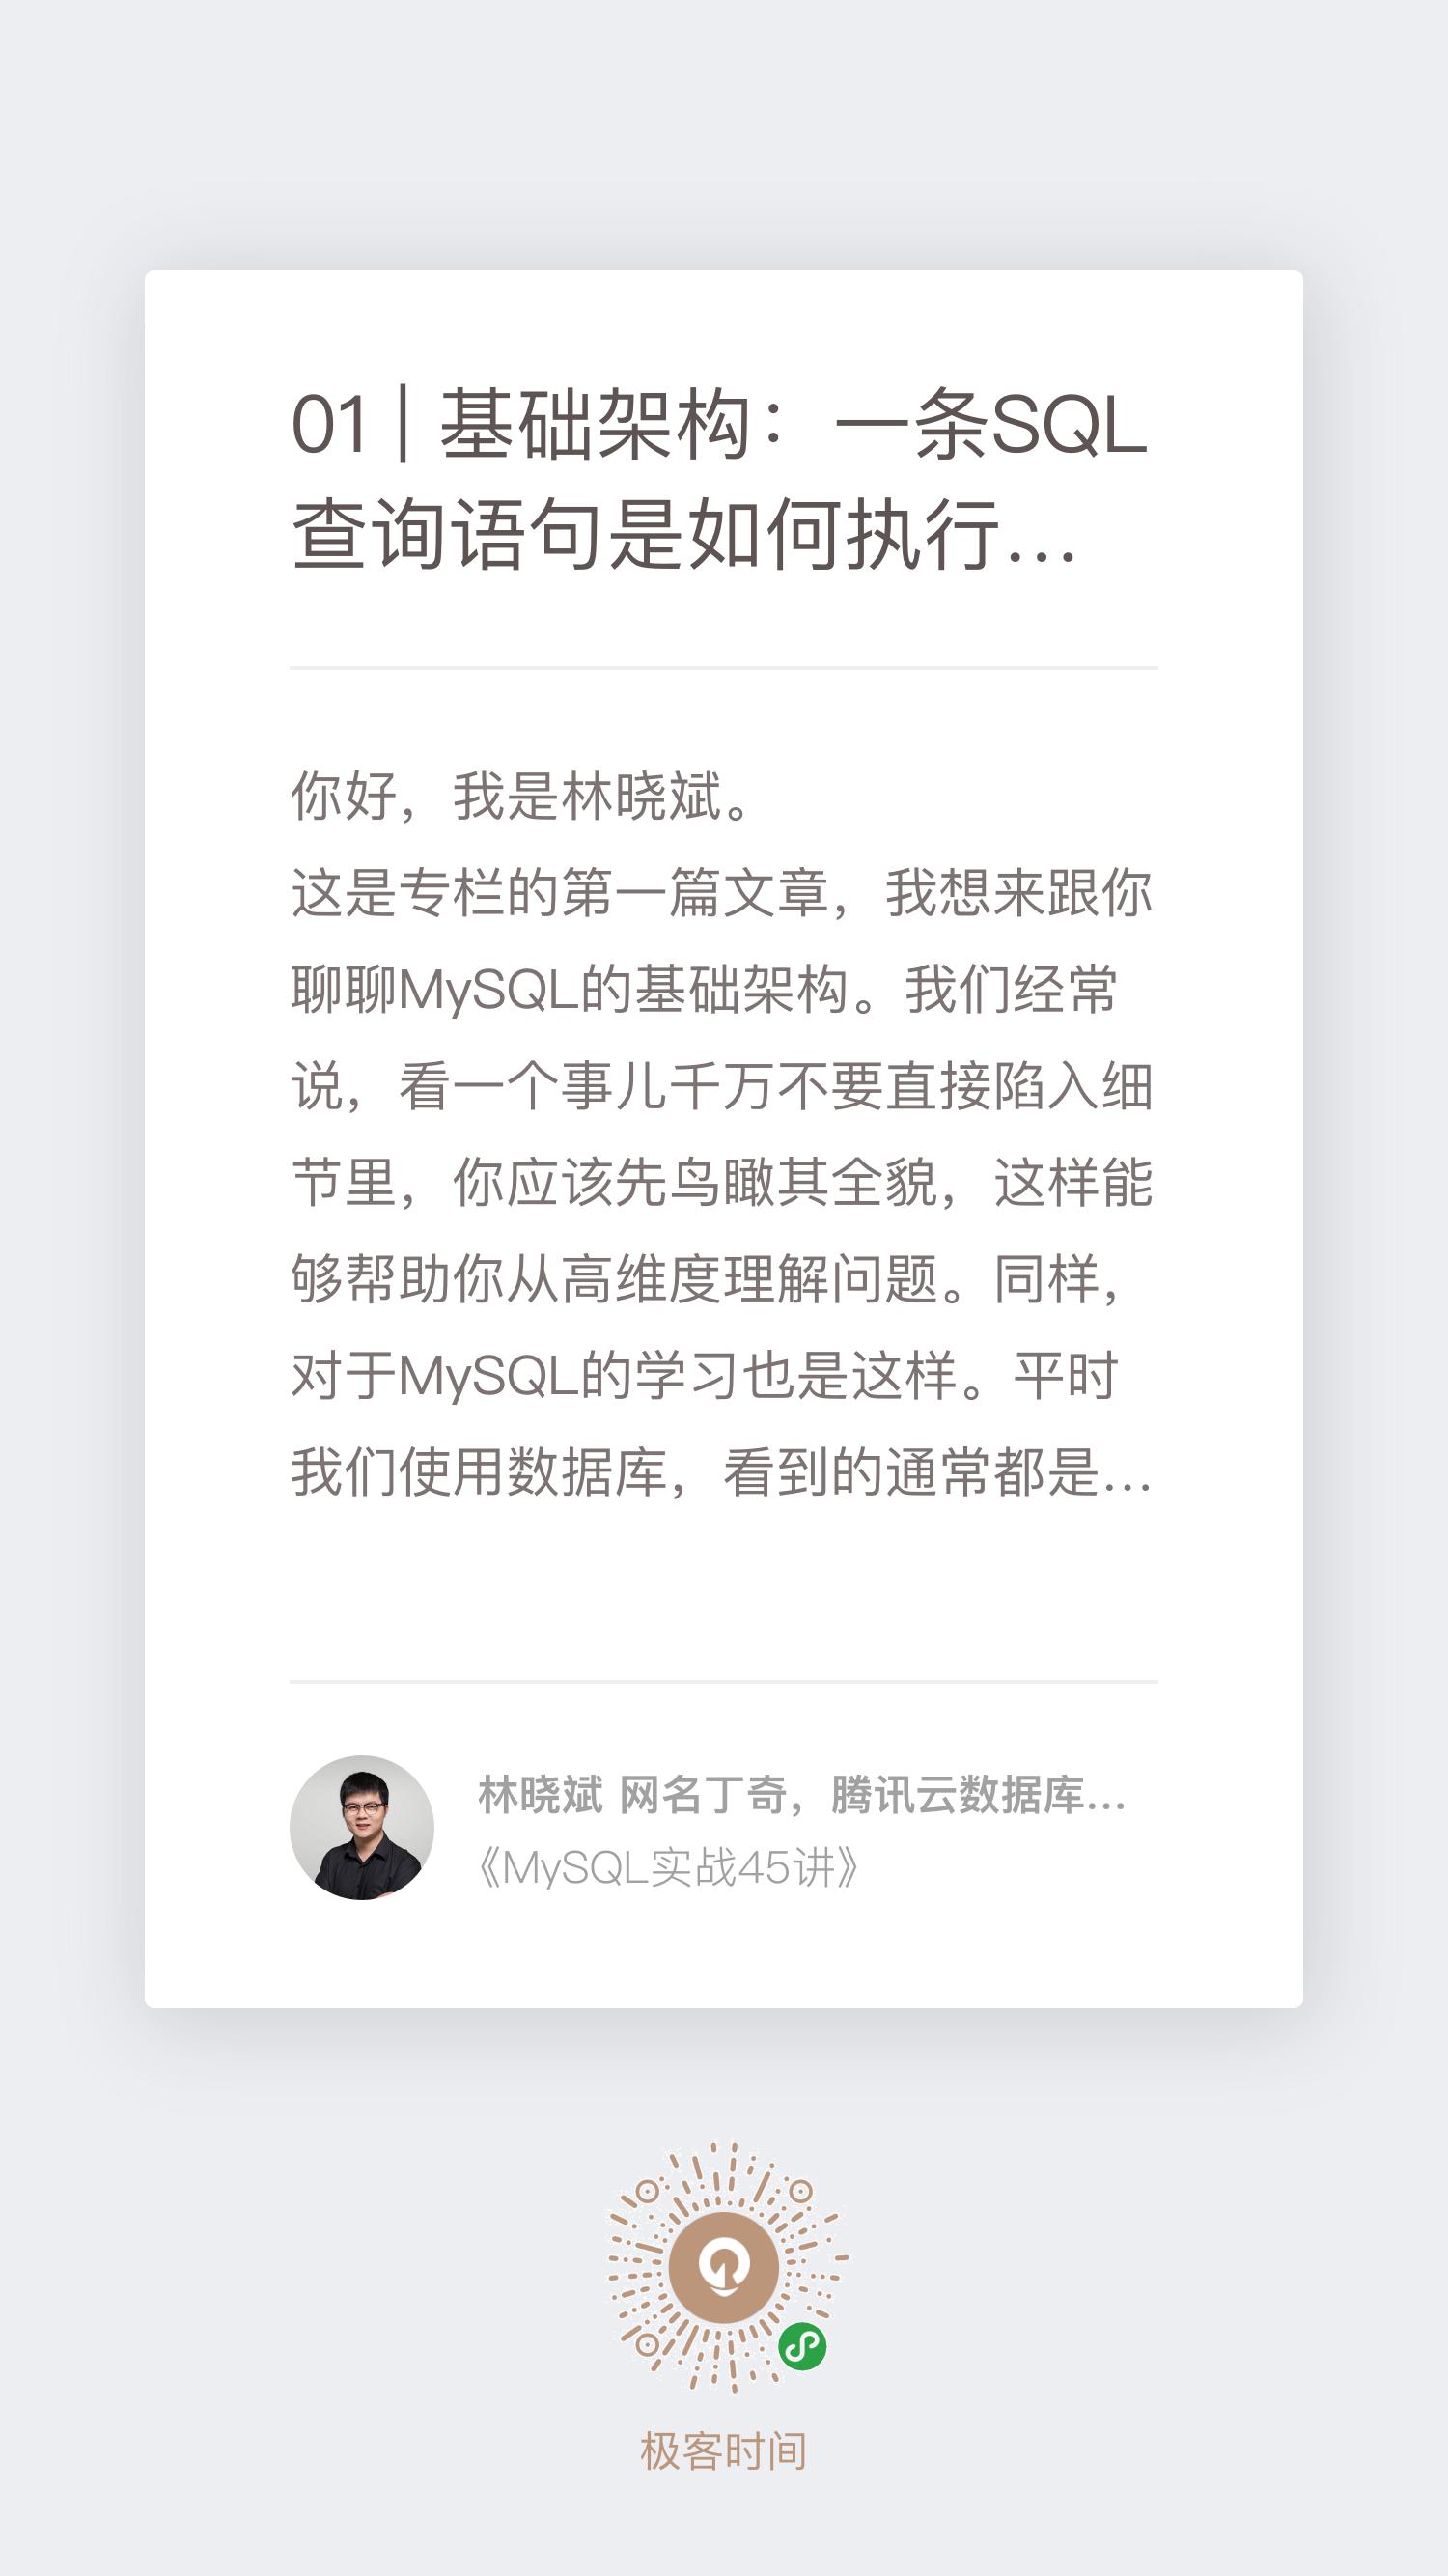 01 | 基础架构：一条SQL
查询语句是如何执行...
你好，我是林晓斌。
这是专栏的第一篇文章，我想来跟你
聊聊MySQL的基础架构。我们经常
说，看一个事儿千万不要直接陷入细
节里，你应该先鸟瞰其全貌，这样能
够帮助你从高维度理解问题。同样，
对于MySQL的学习也是这样。平时
我们使用数据库，看到的通常都是...
林晓斌 网名丁奇，腾讯云数据库...
《MySQL实战45讲》
极客时间